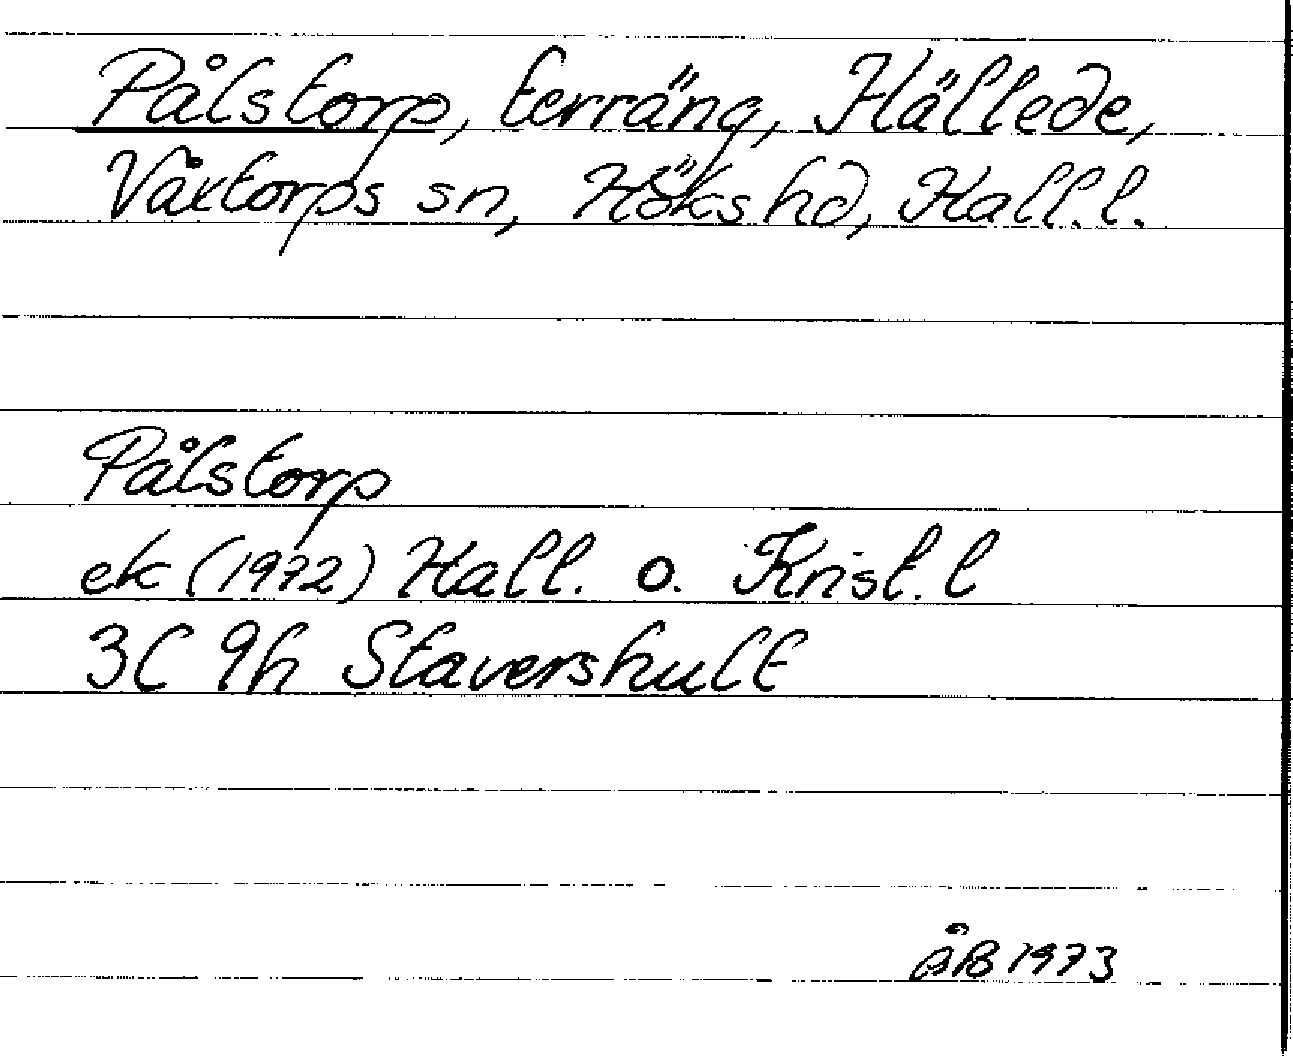 Pålstorp, terräng, Hällede,
Våxtorps sn, Höks hd, Hall.l.
Pålstorp
ek (1972) Hall. o. Krist. l
3C 9h Stavershult
ÅB 1973